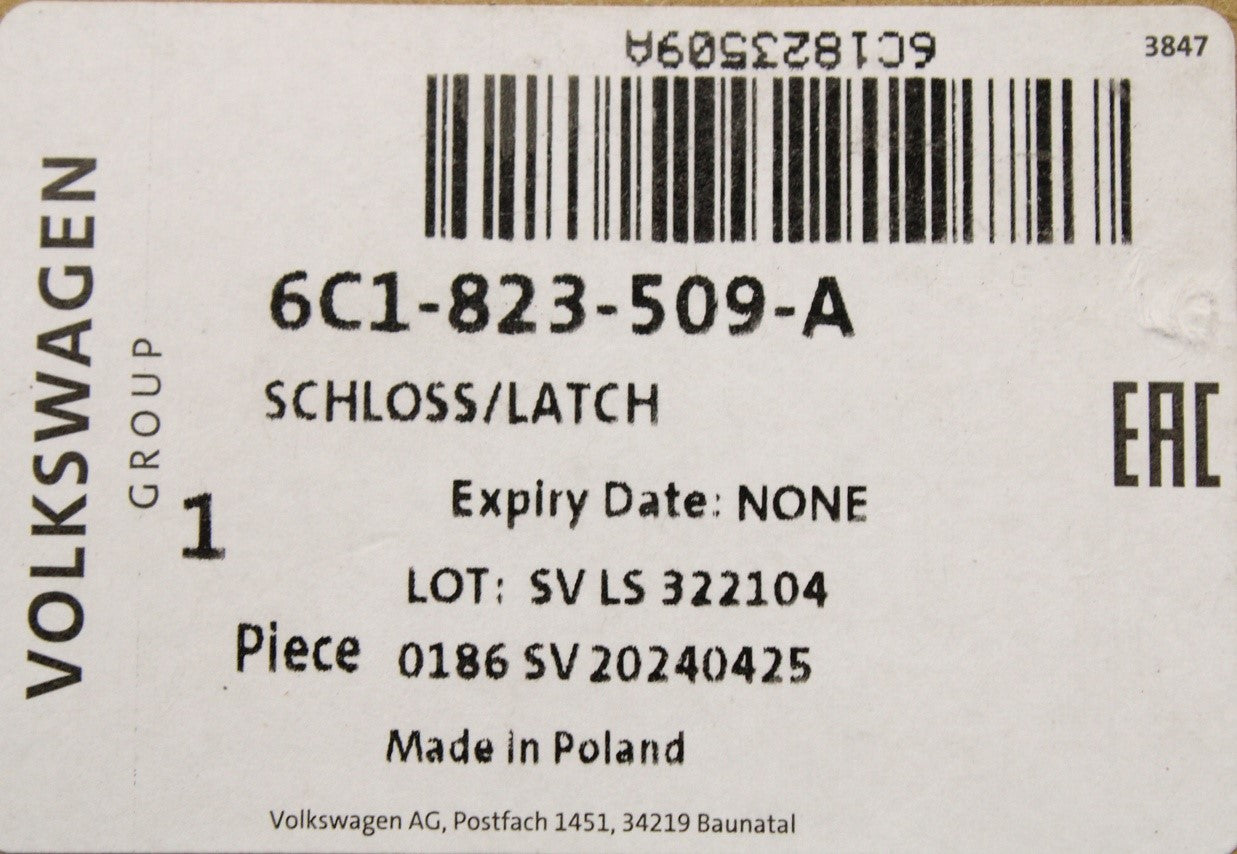 6C1823509A
3847
VOLKSWAGEN
GROUP
6C1-823-509-A
SCHLOSS/LATCH
EAC
Expiry Date: NONE
1
LOT: SV LS 322104
Piece 0186 SV 20240425
Made in Poland
Volkswagen AG, Postfach 1451, 34219 Baunatal